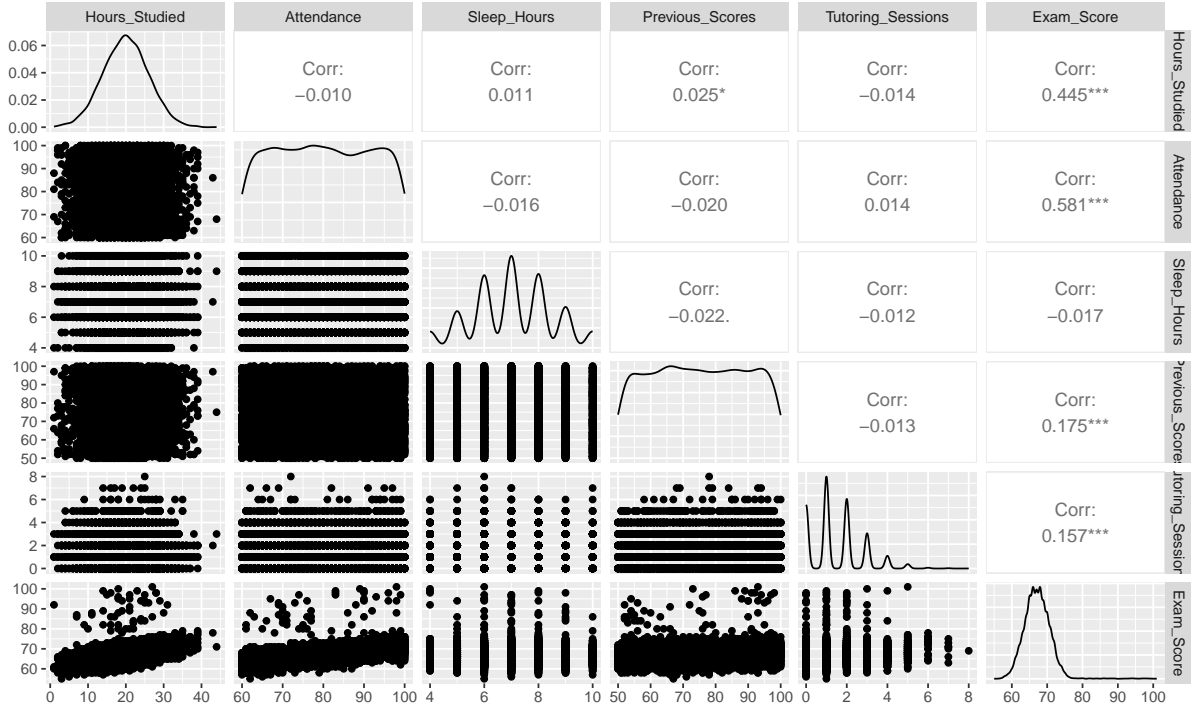 Hours_Studied Attendance Sleep_Hours Previous_Scores Tutoring_Sessions Exam_Score
0.06
0.04
0.02
0.00
Corr:
−0.010
Corr:
0.011
Corr:
0.025*
Corr:
−0.014
Corr:
0.445***
Hours_Studied
100
90
80
70
60
Corr:
−0.016
Corr:
−0.020
Corr:
0.014
Corr:
0.581***
Attendance
10
8
6
4
Corr:
−0.022.
Corr:
−0.012
Corr:
−0.017
Sleep_Hours
100
90
80
70
60
50
Corr:
−0.013
Corr:
0.175***
revious_Score
8
6
4
2
0
Corr:
0.157***
utoring_Session
100
90
80
70
60
Exam_Score
0 10 20 30 40
60 70 80 90 100
4 6 8 10
50 60 70 80 90 100
0 2 4 6 8
60 70 80 90 100